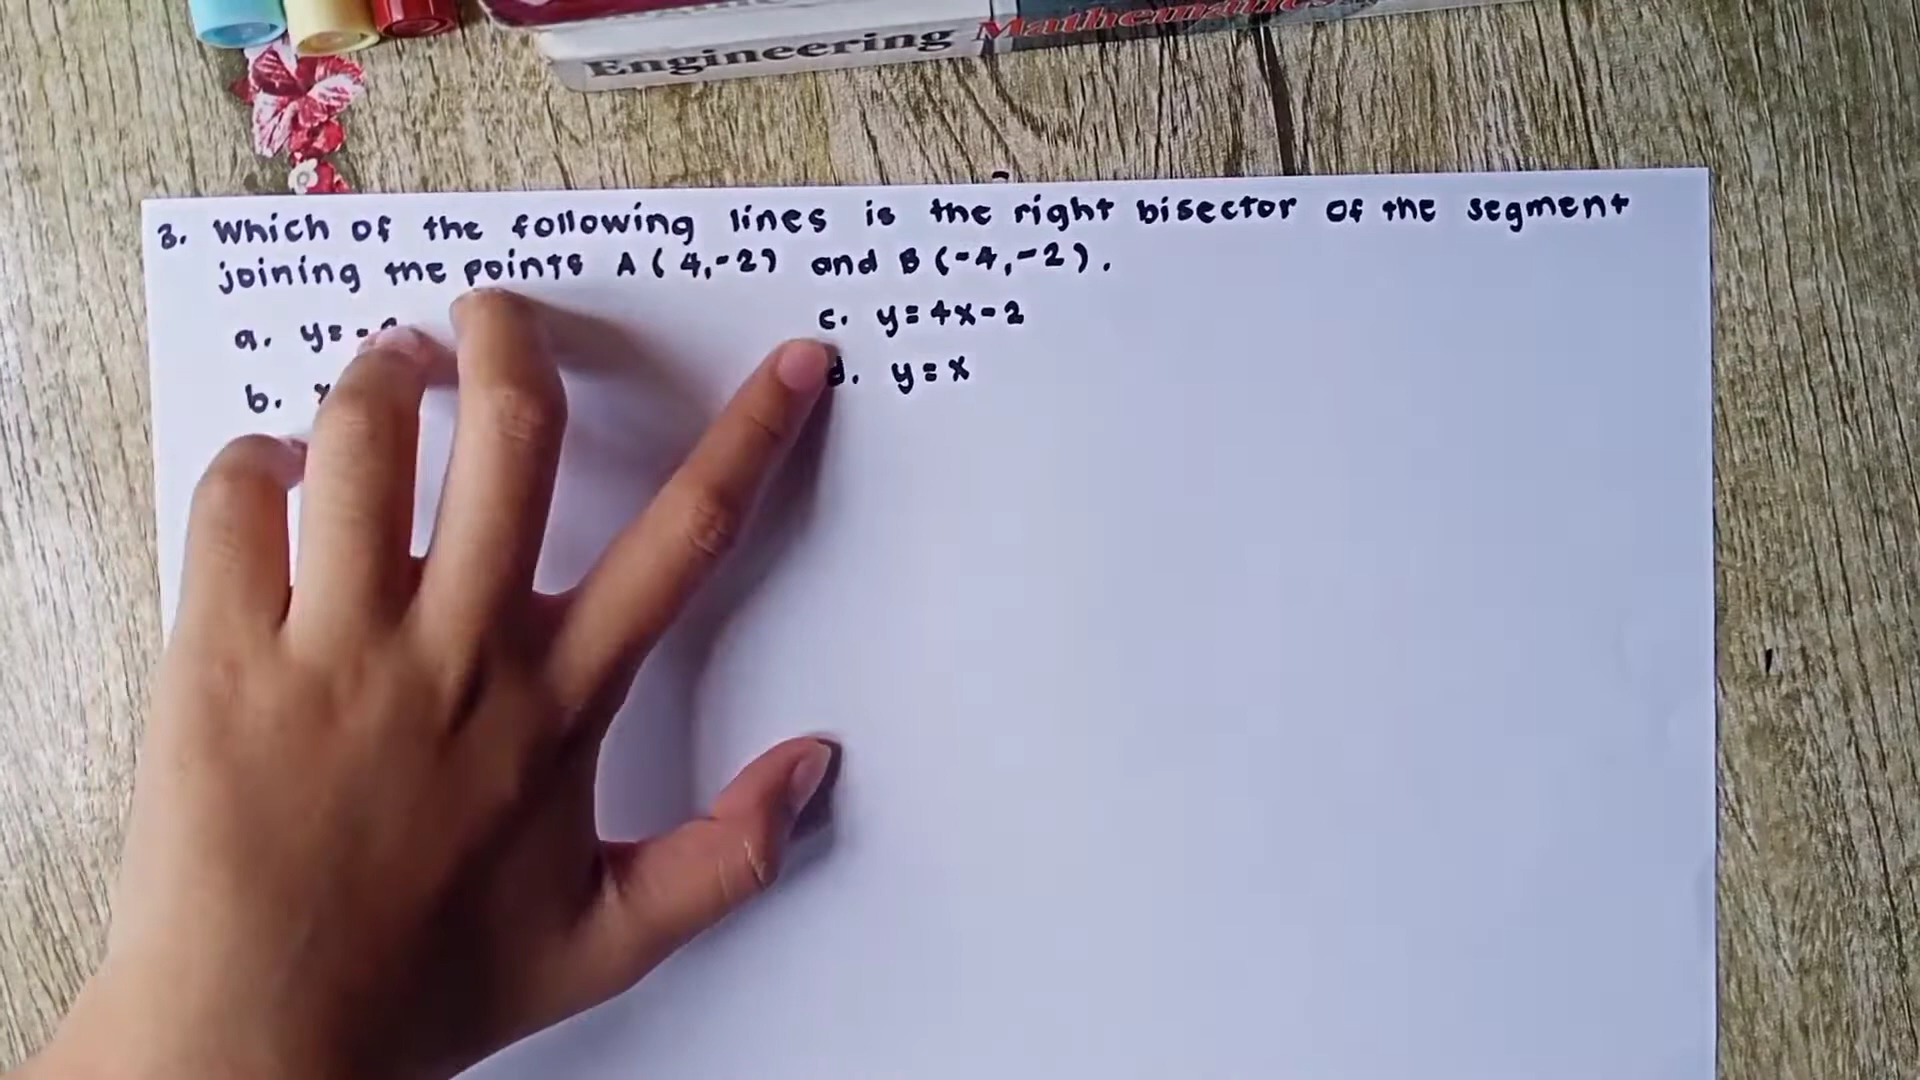 Engineering Mathematics
3. Which of the following lines is the right bisector of the segment
joining the points A (4,-2) and B (-4,-2).
a. y= -
b. x
c. y=4x-2
d. y=x